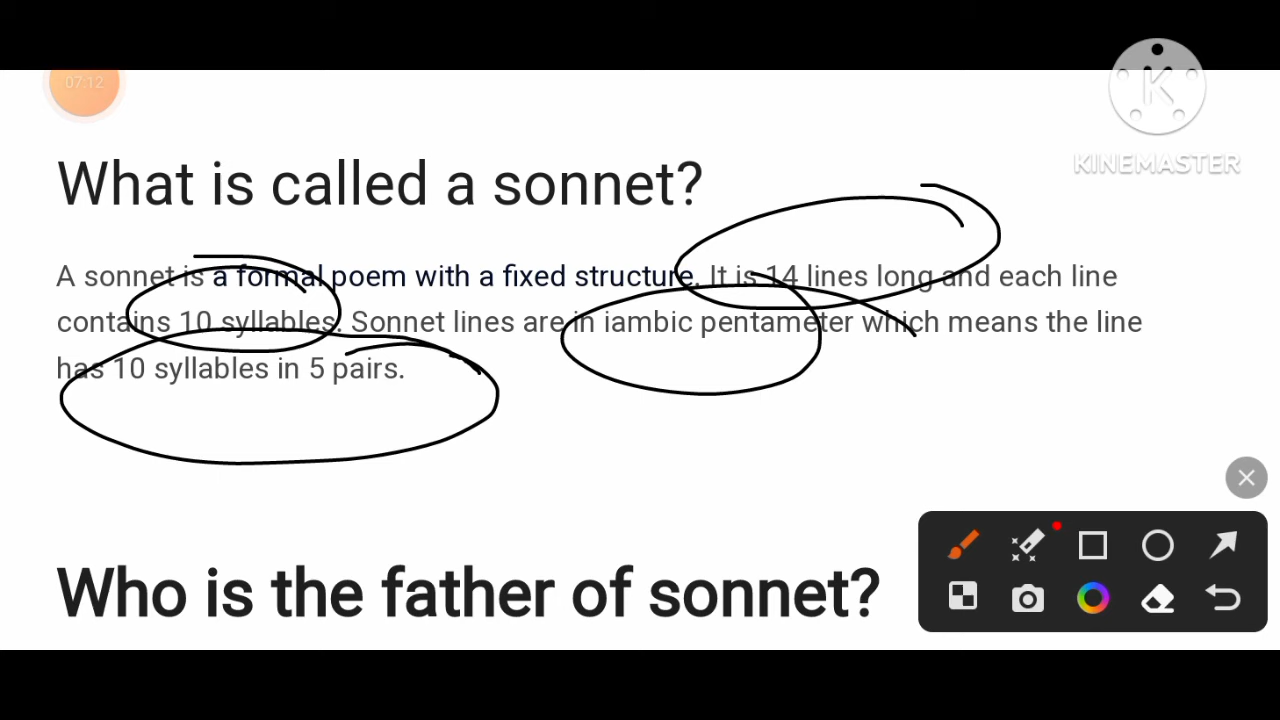 07:12
K
KINEMASTER
What is called a sonnet?
A sonnet is a formal poem with a fixed structure. It is 14 lines long and each line
contains 10 syllables. Sonnet lines are in iambic pentameter which means the line
has 10 syllables in 5 pairs.
Who is the father of sonnet?